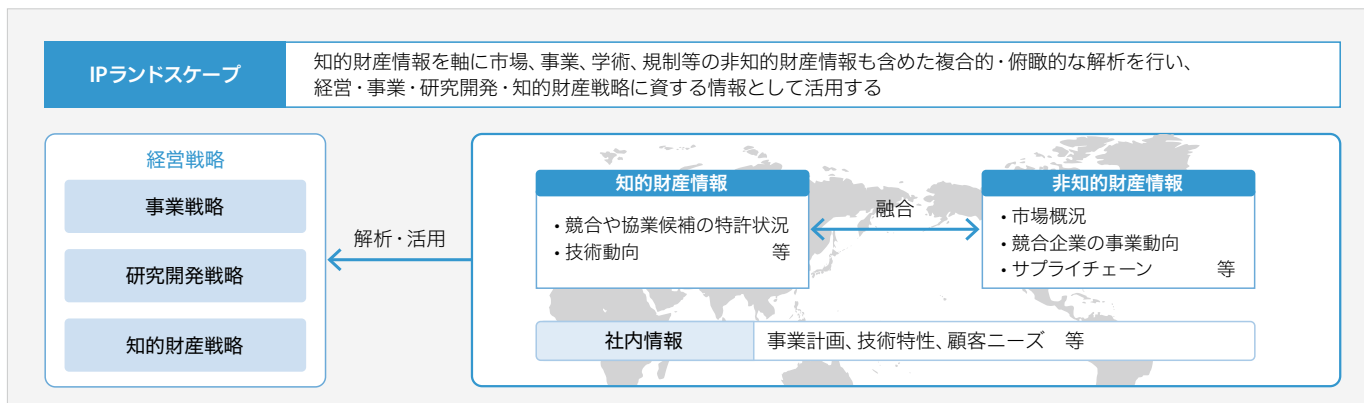 IPランドスケープ
知的財産情報を軸に市場、事業、学術、規制等の非知的財産情報も含めた複合的・俯瞰的な解析を行い、
経営・事業・研究開発・知的財産戦略に資する情報として活用する
経営戦略
事業戦略
研究開発戦略
知的財産戦略
解析・活用
知的財産情報
・競合や協業候補の特許状況
・技術動向 等
融合
非知的財産情報
・市場概況
・競合企業の事業動向
・サプライチェーン 等
社内情報
事業計画、技術特性、顧客ニーズ 等